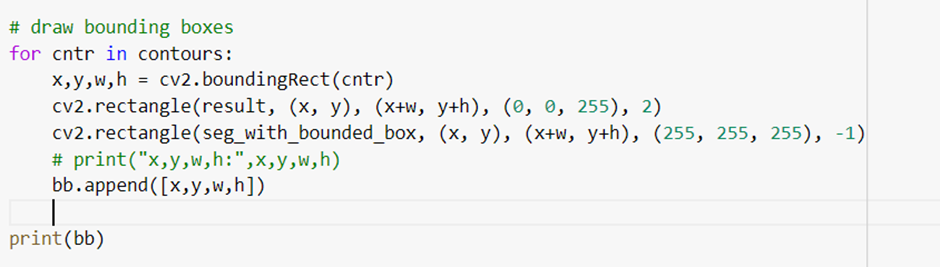 # draw bounding boxes
for cntr in contours:
    x,y,w,h = cv2.boundingRect(cntr)
    cv2.rectangle(result, (x, y), (x+w, y+h), (0, 0, 255), 2)
    cv2.rectangle(seg_with_bounded_box, (x, y), (x+w, y+h), (255, 255, 255), -1)
    # print("x,y,w,h:",x,y,w,h)
    bb.append([x,y,w,h])
print(bb)